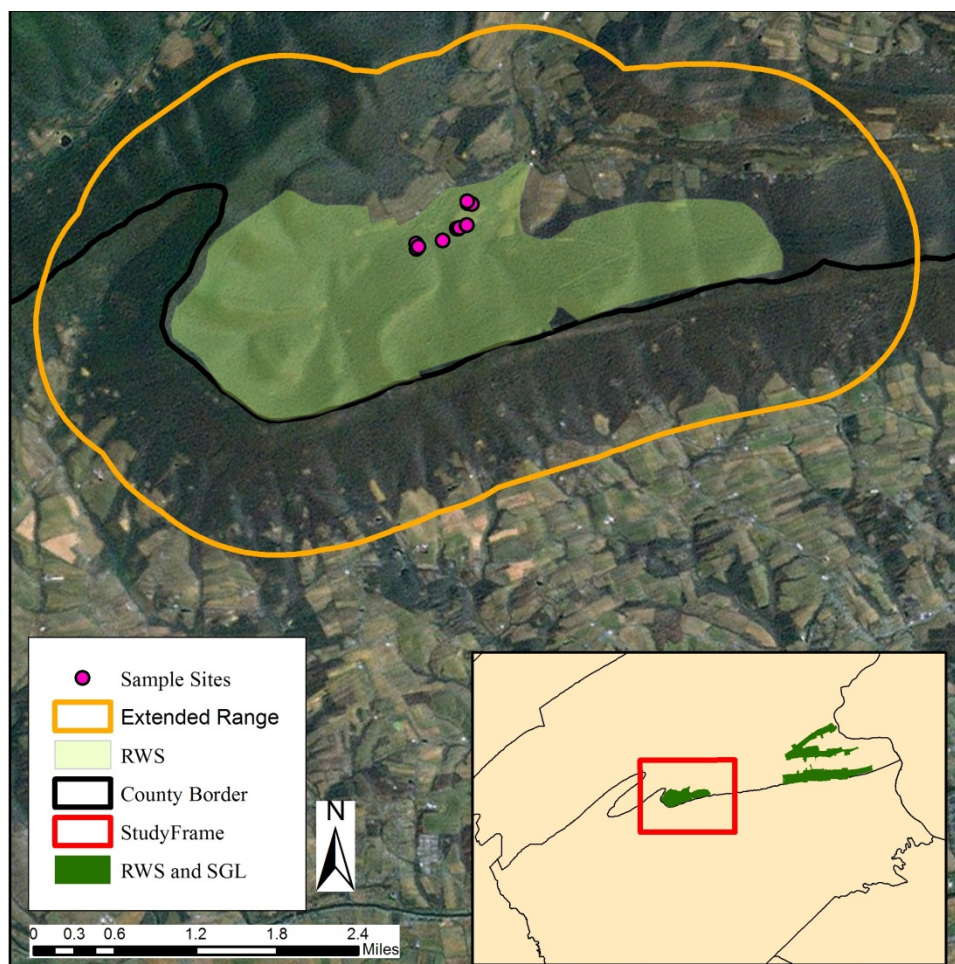 Sample Sites
Extended Range
RWS
County Border
StudyFrame
RWS and SGL
N
0 0.3 0.6 1.2 1.8 2.4
Miles